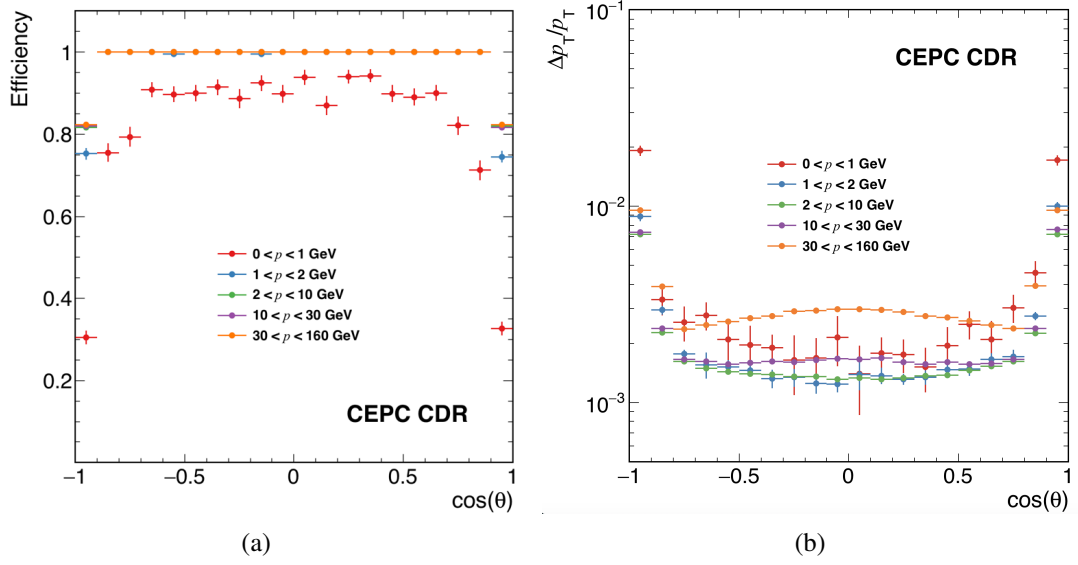 Efficiency
1
0.8
0.6
0.4
0.2
0 < p < 1 GeV
1 < p < 2 GeV
2 < p < 10 GeV
10 < p < 30 GeV
30 < p < 160 GeV
CEPC CDR
−1
−0.5
0
0.5
1
cos(θ)
(a)
Δp_T/p_T
10⁻¹
10⁻²
10⁻³
CEPC CDR
0 < p < 1 GeV
1 < p < 2 GeV
2 < p < 10 GeV
10 < p < 30 GeV
30 < p < 160 GeV
−1
−0.5
0
0.5
1
cos(θ)
(b)